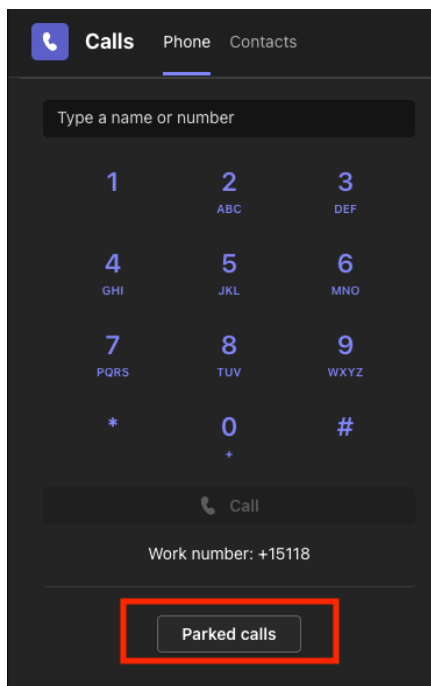 Calls Phone Contacts
Type a name or number
1 2 3
ABC DEF
4 5 6
GHI JKL MNO
7 8 9
PQRS TUV WXYZ
* 0 #
+
Call
Work number: +15118
Parked calls